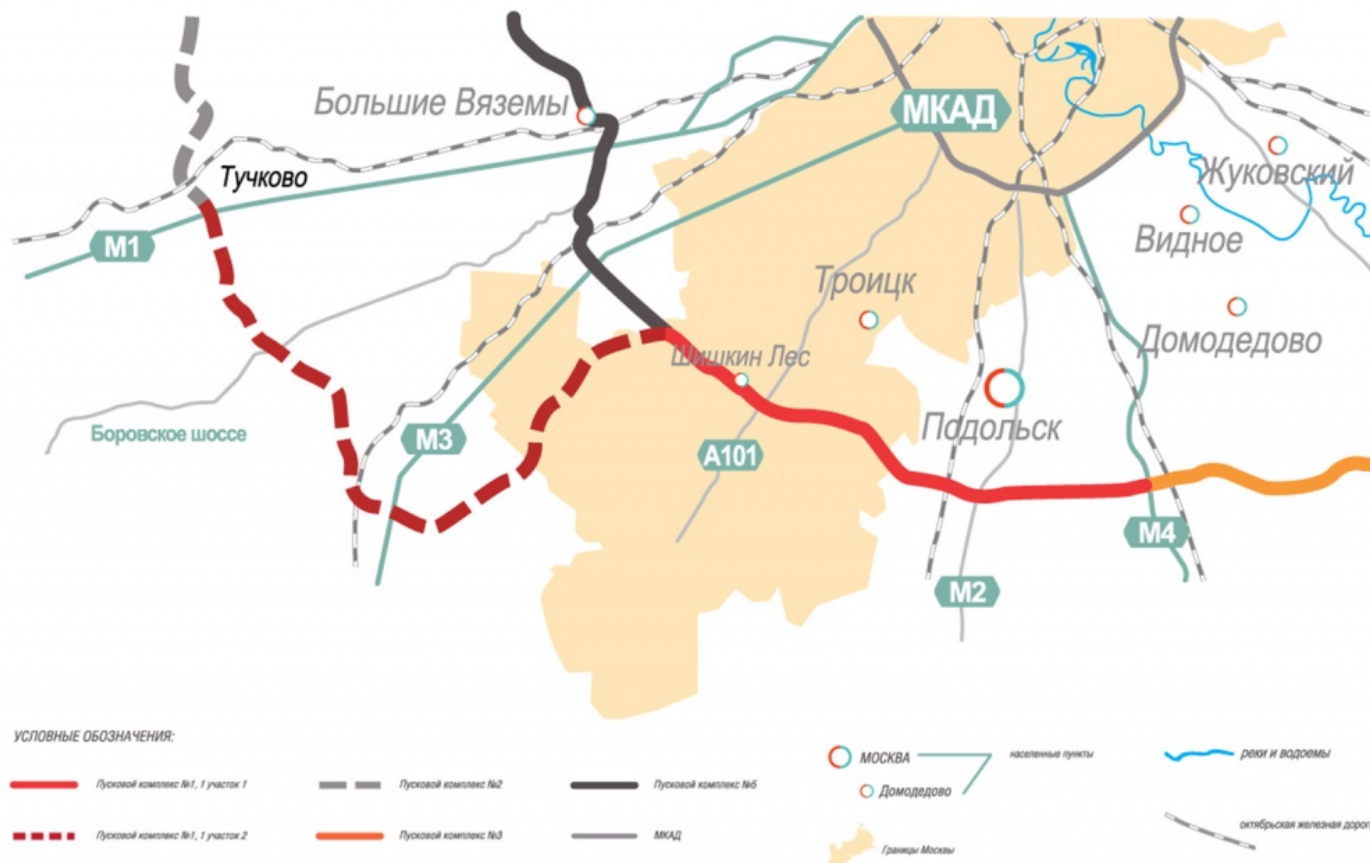 Большие Вяземы
МКАД
Жуковский
Тучково
М1
Видное
Троицк
Домодедово
Шишкин Лес
Боровское шоссе
М3
Подольск
А101
М4
М2
УСЛОВНЫЕ ОБОЗНАЧЕНИЯ:
Пусковой комплекс №1, 1 участок 1
Пусковой комплекс №2
Пусковой комплекс №5
МОСКВА
населенные пункты
реки и водоемы
Домодедово
Пусковой комплекс №1, 1 участок 2
Пусковой комплекс №3
МКАД
Границы Москвы
октябрьская железная дорог